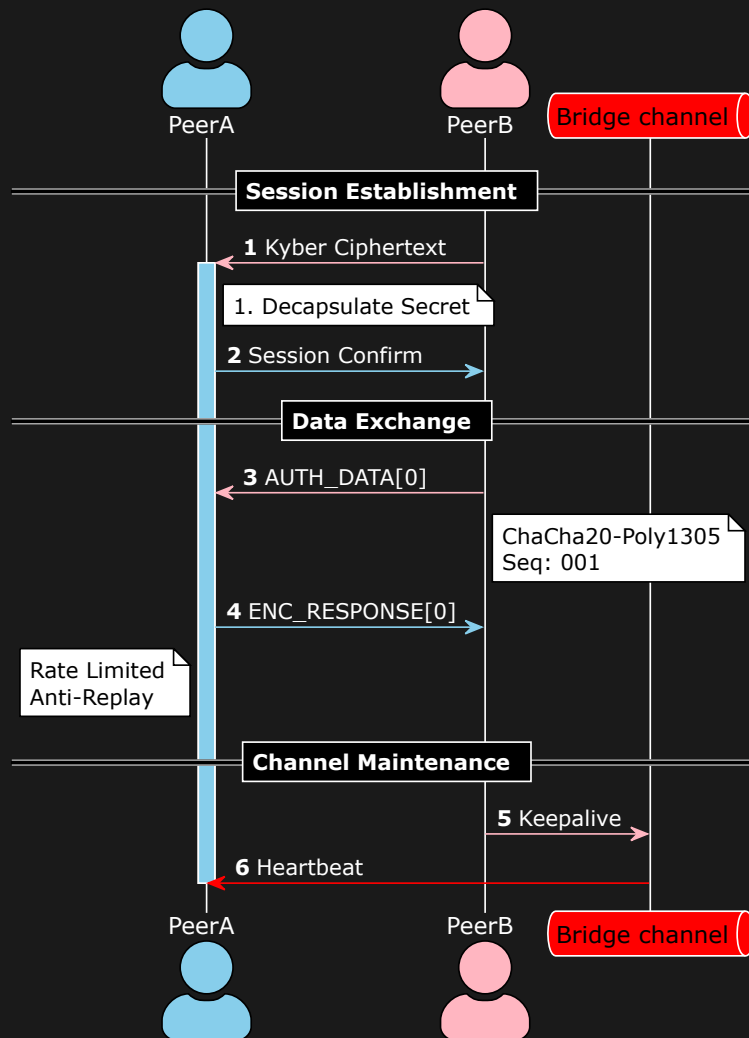 PeerA
PeerB
Bridge channel
Session Establishment
1 Kyber Ciphertext
1. Decapsulate Secret
2 Session Confirm
Data Exchange
3 AUTH_DATA[0]
ChaCha20-Poly1305
Seq: 001
4 ENC_RESPONSE[0]
Rate Limited
Anti-Replay
Channel Maintenance
5 Keepalive
6 Heartbeat
PeerA
PeerB
Bridge channel